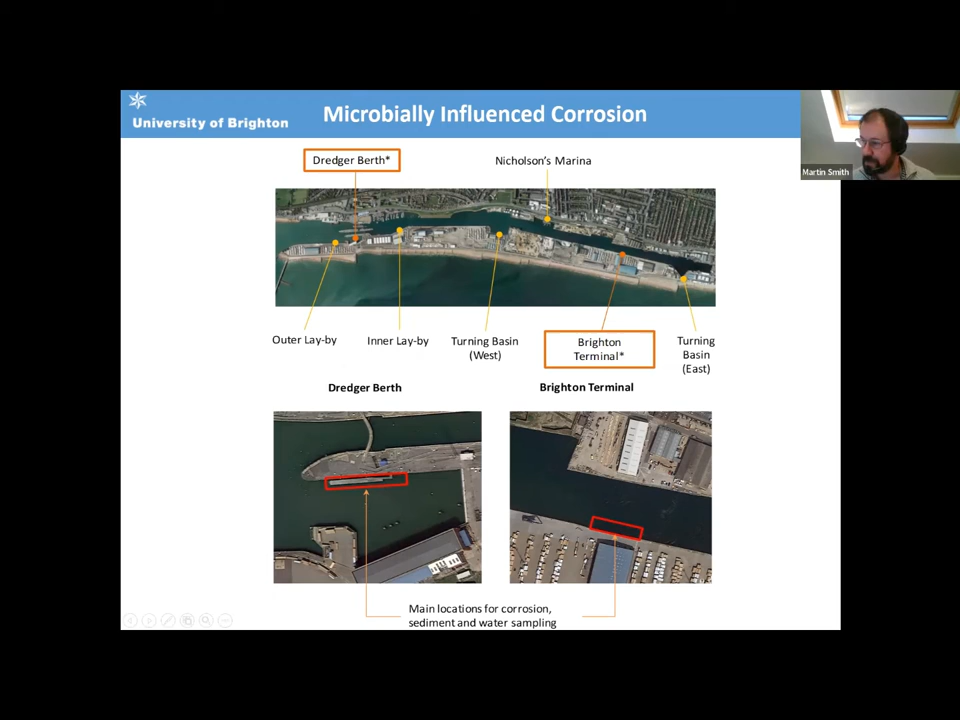 University of Brighton
Microbially Influenced Corrosion
Martin Smith
Dredger Berth*
Nicholson's Marina
Outer Lay-by
Inner Lay-by
Turning Basin
(West)
Brighton
Terminal*
Turning
Basin
(East)
Dredger Berth
Brighton Terminal
Main locations for corrosion,
sediment and water sampling